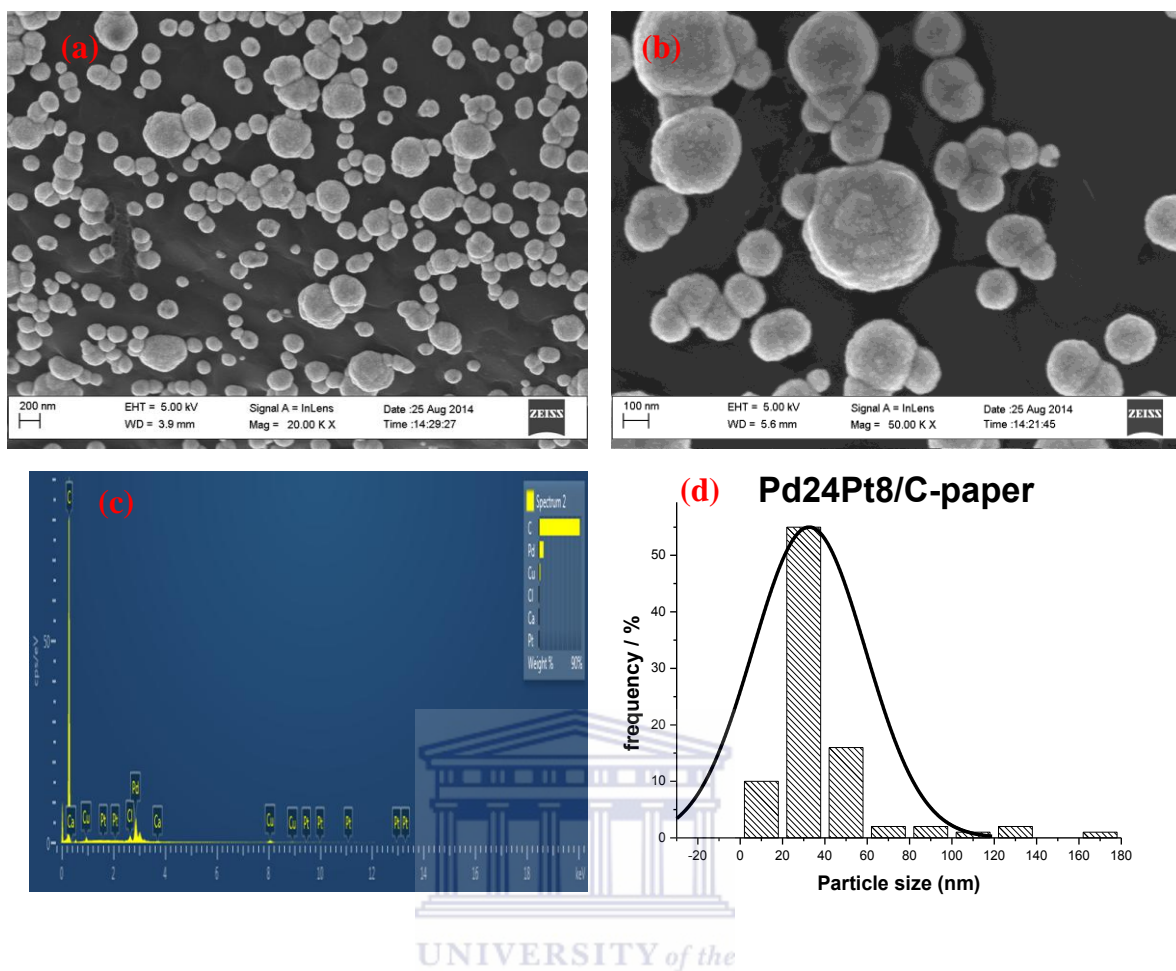 (a)
200 nm
EHT = 5.00 kV
Signal A = InLens
Date :25 Aug 2014
ZEISS
WD = 3.9 mm
Mag = 20.00 K X
Time :14:29:27
(b)
100 nm
EHT = 5.00 kV
Signal A = InLens
Date :25 Aug 2014
ZEISS
WD = 5.6 mm
Mag = 50.00 K X
Time :14:21:45
(c)
Spectrum 2
C
Pd
Cu
Cl
Ca
Pt
Weight % 90%
cps/eV
50
0
C
Ca Cu Pt Pt Cl Pd Ca Cu Cu Pt Pt Pt Pt Pt
0 2 4 6 8 10 12 14 16 18 keV
(d) Pd24Pt8/C-paper
frequency / %
50
40
30
20
10
0
-20 0 20 40 60 80 100 120 140 160 180
Particle size (nm)
UNIVERSITY of the